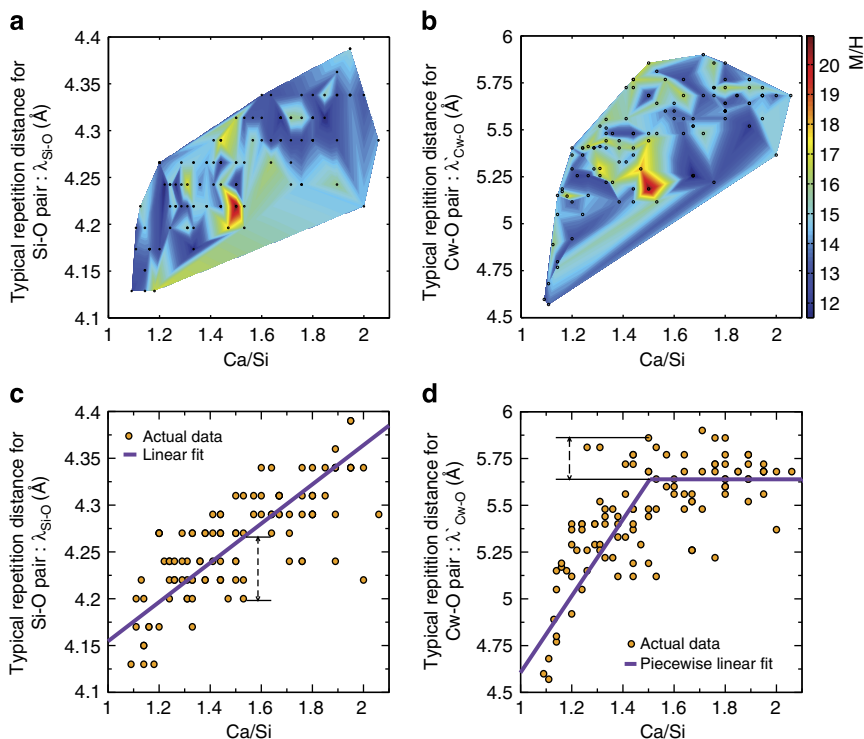 a
Typical repetition distance for
Si-O pair : λSi-O (Å)
4.4
4.35
4.3
4.25
4.2
4.15
4.1
1
1.2
1.4
1.6
1.8
2
Ca/Si
b
Typical repitition distance for
Cw-O pair : λ`Cw-O (Å)
6
5.75
5.5
5.25
5
4.75
4.5
1
1.2
1.4
1.6
1.8
2
Ca/Si
M/H
20
19
18
17
16
15
14
13
12
c
Typical repetition distance for
Si-O pair : λSi-O (Å)
4.4
4.35
4.3
4.25
4.2
4.15
4.1
Actual data
Linear fit
1
1.2
1.4
1.6
1.8
2
Ca/Si
d
Typical repetition distance for
Cw-O pair : λ`Cw-O (Å)
6
5.75
5.5
5.25
5
4.75
4.5
Actual data
Piecewise linear fit
1
1.2
1.4
1.6
1.8
2
Ca/Si